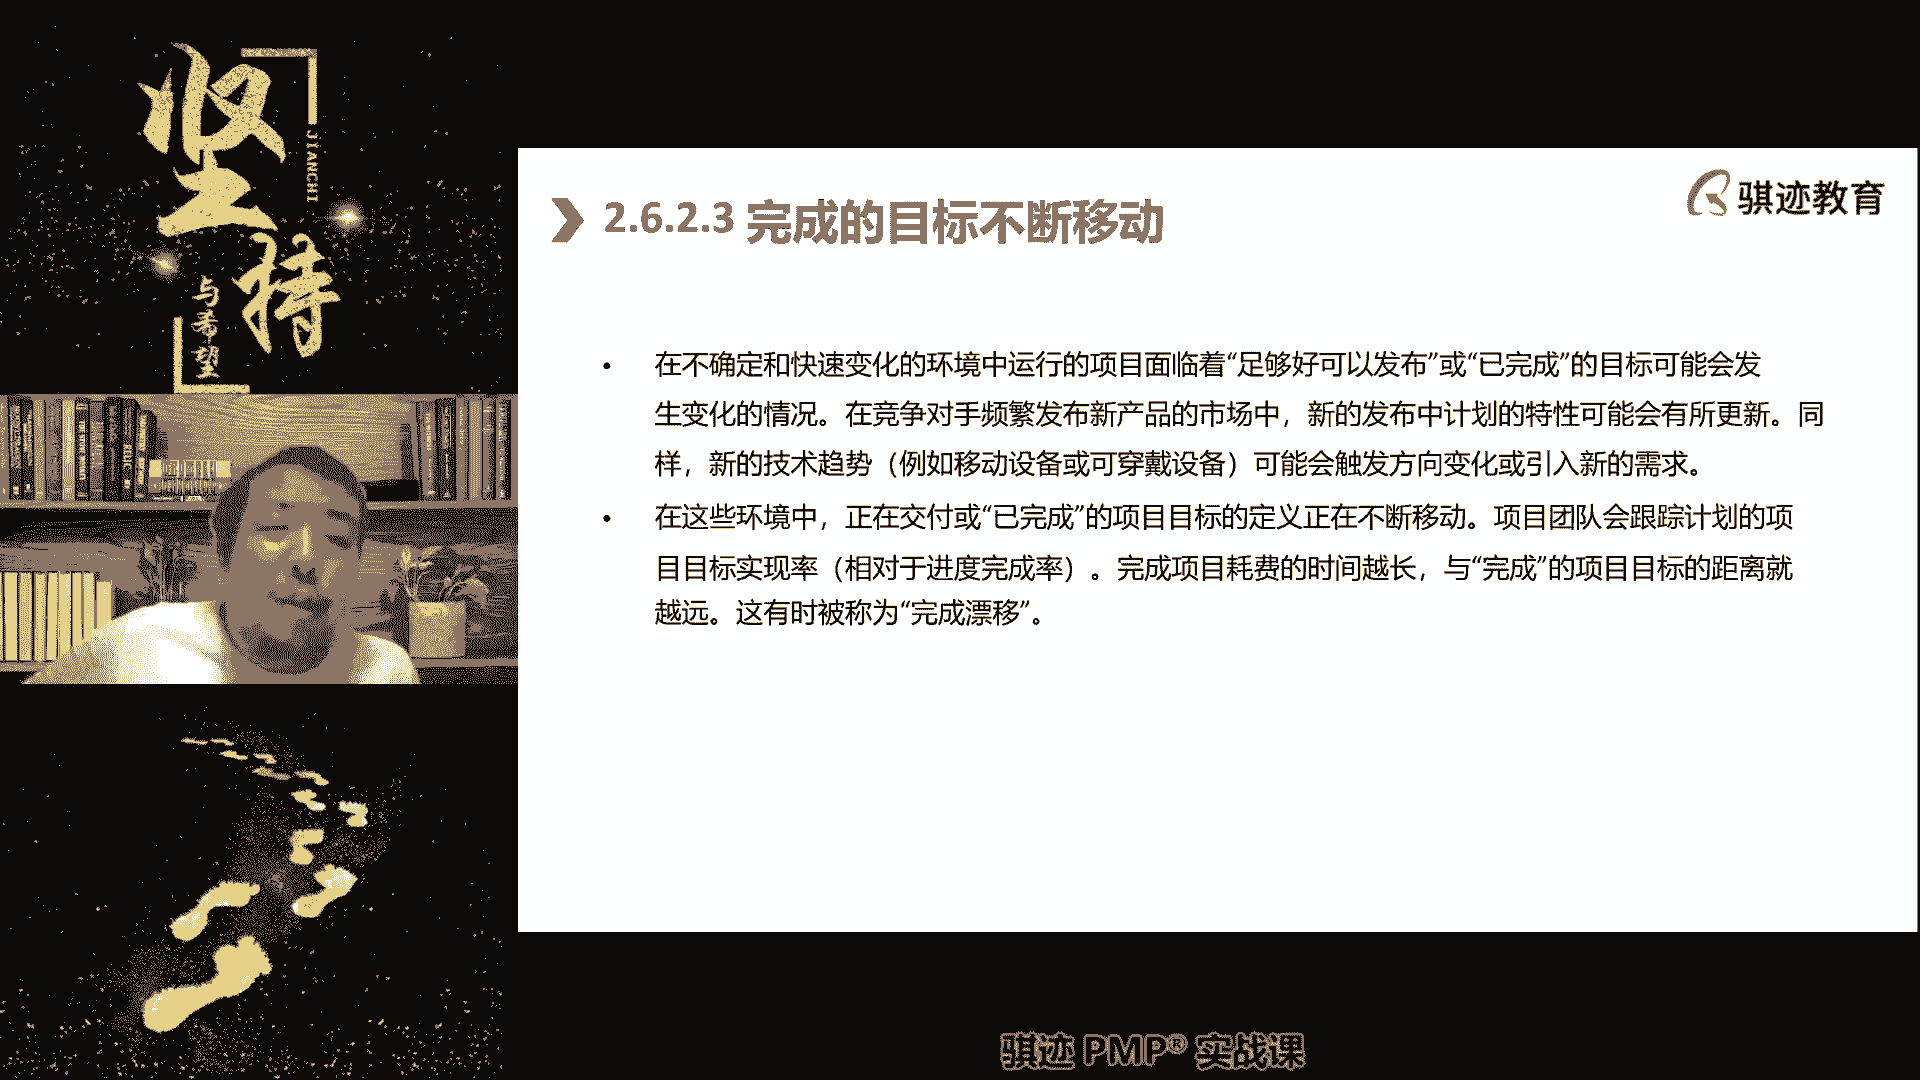 坚持
JIANCHI
与希望
骐迹教育
2.6.2.3 完成的目标不断移动
• 在不确定和快速变化的环境中运行的项目面临着“足够好可以发布”或“已完成”的目标可能会发
生变化的情况。在竞争对手频繁发布新产品的市场中，新的发布中计划的特性可能会有所更新。同
样，新的技术趋势（例如移动设备或可穿戴设备）可能会触发方向变化或引入新的需求。
• 在这些环境中，正在交付或“已完成”的项目目标的定义正在不断移动。项目团队会跟踪计划的项
目目标实现率（相对于进度完成率）。完成项目耗费的时间越长，与“完成”的项目目标的距离就
越远。这有时被称为“完成漂移”。
骐迹 PMP® 实战课